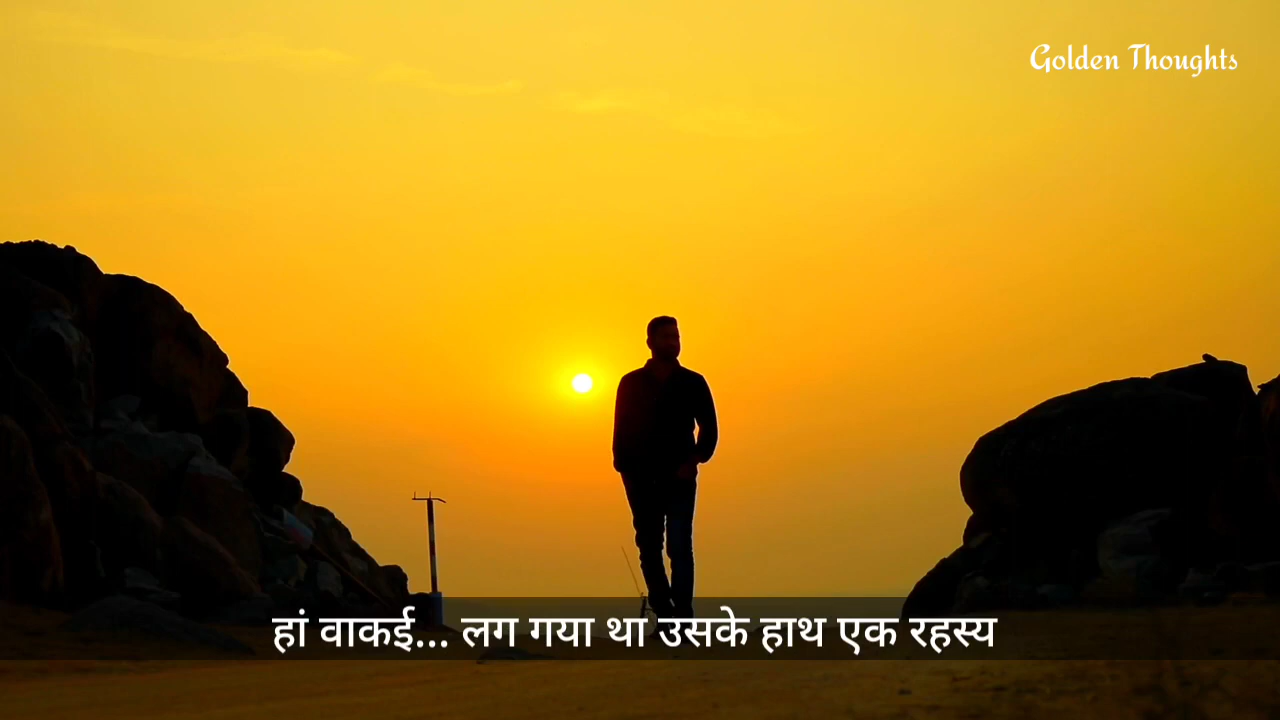 Golden Thoughts
हां वाकई... लग गया था उसके हाथ एक रहस्य